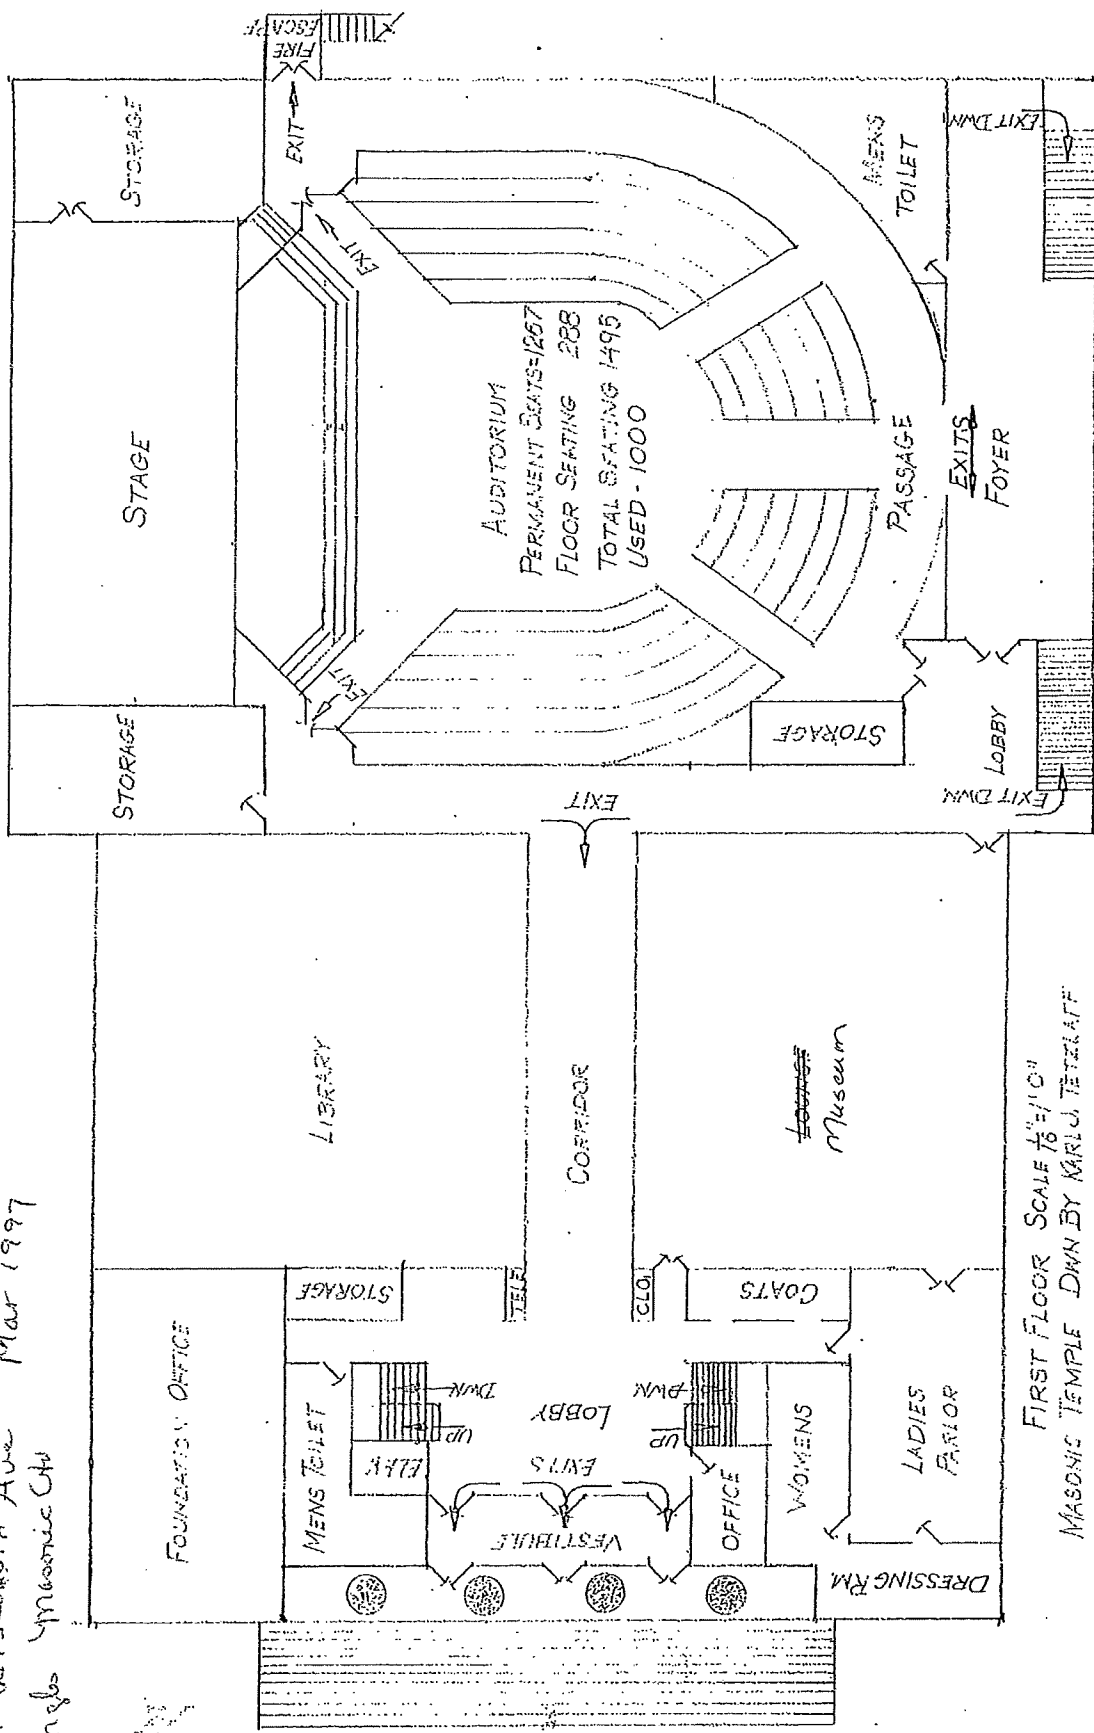 Ave Mar 1997
Masonic Ctr
FOUNDATION OFFICE
LIBRARY
STORAGE
STAGE
STORAGE
EXIT
FIRE
ESCAPE
MENS TOILET
STORAGE
TELE
ELEV
UP
DWN
LOBBY
EXITS
VESTIBULE
CORRIDOR
EXIT
EXIT
EXIT
AUDITORIUM
PERMANENT SEATS=1267
FLOOR SEATING 288
TOTAL SEATING 1495
USED - 1000
OFFICE
UP
DWN
CLO
COATS
WOMENS
LADIES
PARLOR
DRESSING RM.
LOUNGE
Museum
STORAGE
LOBBY
EXIT DWN.
PASSAGE
EXITS
FOYER
MENS
TOILET
EXIT DWN
FIRST FLOOR SCALE 1/16"=1'0"
MASONIC TEMPLE DWN BY KARL J. TETZLAFF